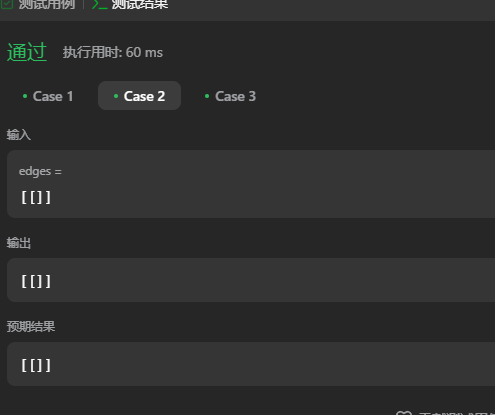 测试用例 测试结果
通过 执行用时: 60 ms
Case 1 Case 2 Case 3
输入
edges =
[[]]
输出
[[]]
预期结果
[[]]